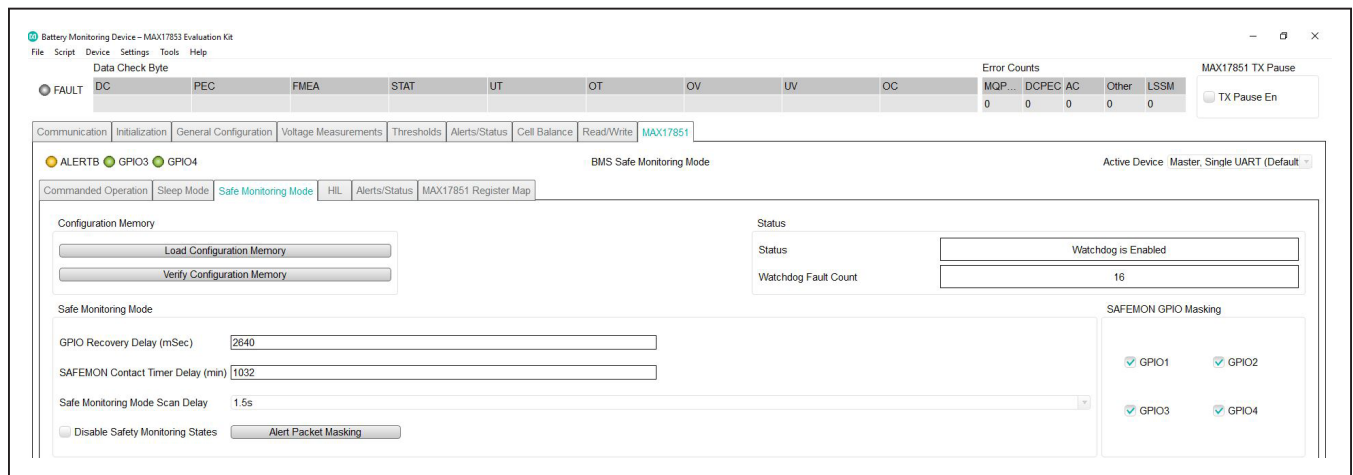 Battery Monitoring Device – MAX17853 Evaluation Kit
File Script Device Settings Tools Help
Data Check Byte Error Counts MAX17851 TX Pause
FAULT DC PEC FMEA STAT UT OT OV UV OC MQP... DCPEC AC Other LSSM TX Pause En
0 0 0 0 0
Communication Initialization General Configuration Voltage Measurements Thresholds Alerts/Status Cell Balance Read/Write MAX17851
ALERTB GPIO3 GPIO4 BMS Safe Monitoring Mode Active Device Master, Single UART (Default
Commanded Operation Sleep Mode Safe Monitoring Mode HIL Alerts/Status MAX17851 Register Map
Configuration Memory Status
Load Configuration Memory Status Watchdog is Enabled
Verify Configuration Memory Watchdog Fault Count 16
Safe Monitoring Mode SAFEMON GPIO Masking
GPIO Recovery Delay (mSec) 2640
GPIO1 GPIO2
SAFEMON Contact Timer Delay (min) 1032
Safe Monitoring Mode Scan Delay 1.5s
GPIO3 GPIO4
Disable Safety Monitoring States Alert Packet Masking